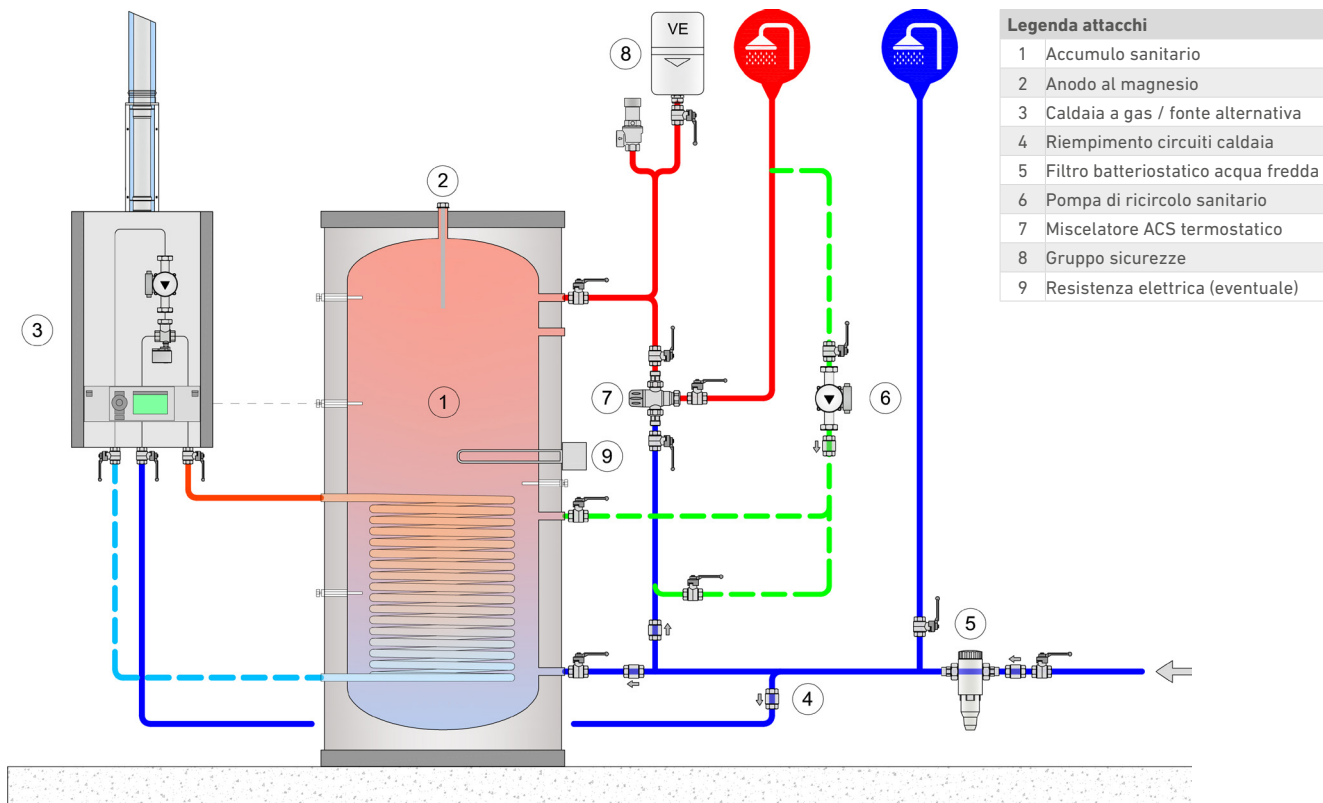 VE
8
2
3
1
7
6
9
5
4
Legenda attacchi
1 Accumulo sanitario
2 Anodo al magnesio
3 Caldaia a gas / fonte alternativa
4 Riempimento circuiti caldaia
5 Filtro batteriostatico acqua fredda
6 Pompa di ricircolo sanitario
7 Miscelatore ACS termostatico
8 Gruppo sicurezze
9 Resistenza elettrica (eventuale)